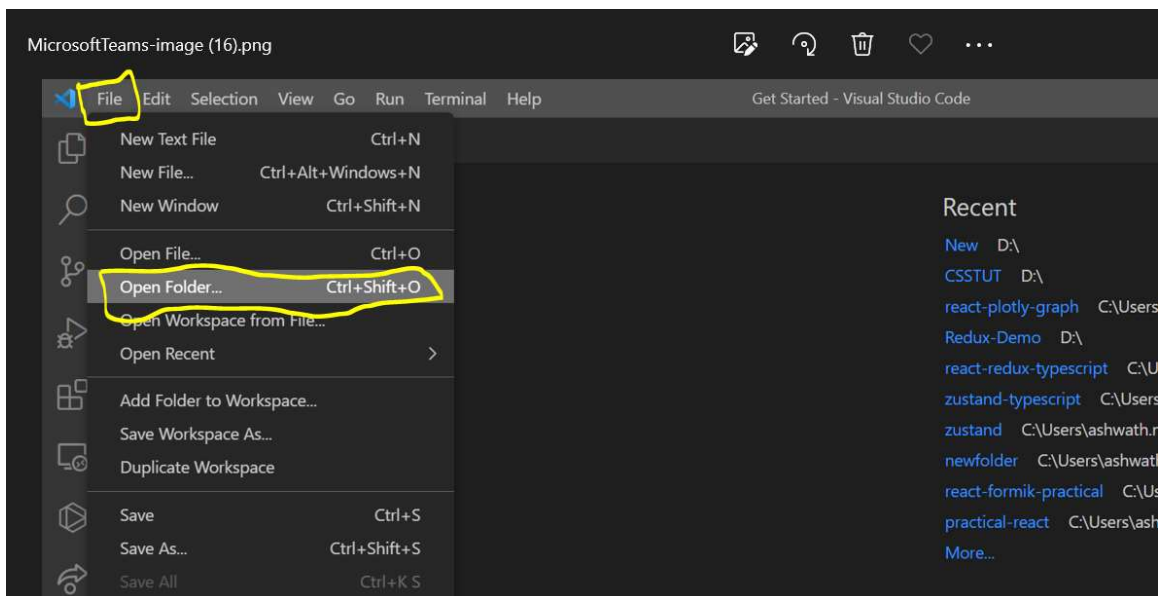 MicrosoftTeams-image (16).png
File Edit Selection View Go Run Terminal Help
Get Started - Visual Studio Code
New Text File Ctrl+N
New File... Ctrl+Alt+Windows+N
New Window Ctrl+Shift+N
Open File... Ctrl+O
Open Folder... Ctrl+Shift+O
Open Workspace from File...
Open Recent
Add Folder to Workspace...
Save Workspace As...
Duplicate Workspace
Save Ctrl+S
Save As... Ctrl+Shift+S
Save All Ctrl+K S
Recent
New D:\
CSSTUT D:\
react-plotly-graph C:\Users
Redux-Demo D:\
react-redux-typescript C:\U
zustand-typescript C:\Users
zustand C:\Users\ashwath.r
newfolder C:\Users\ashwatl
react-formik-practical C:\Us
practical-react C:\Users\ash
More...